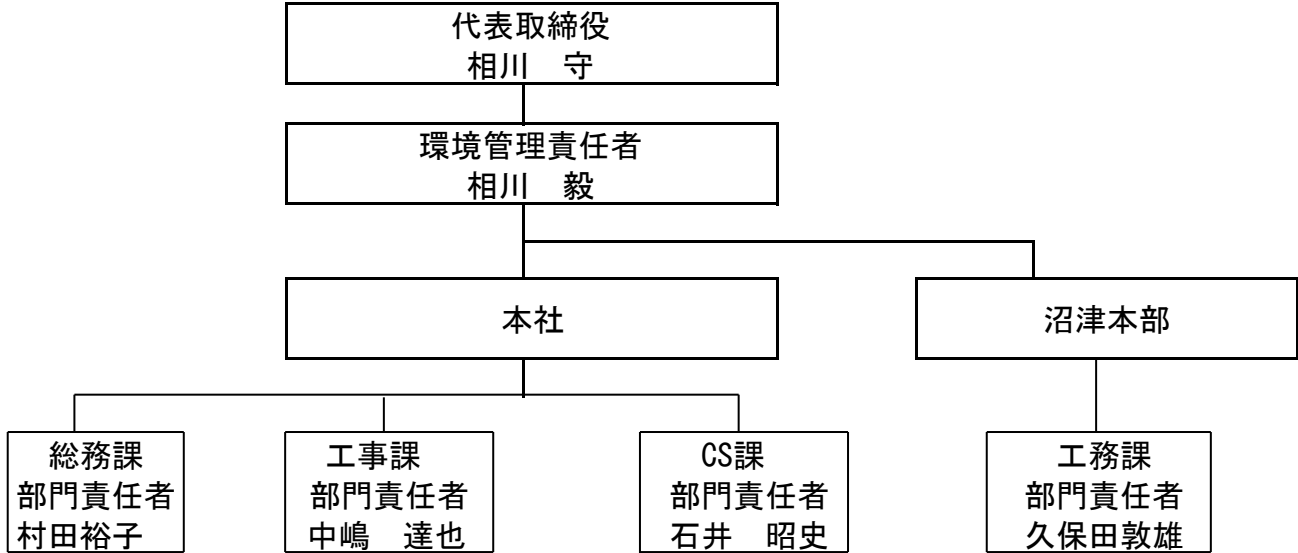 代表取締役
相川　守
環境管理責任者
相川　毅
本社
沼津本部
総務課
部門責任者
村田裕子
工事課
部門責任者
中嶋　達也
CS課
部門責任者
石井　昭史
工務課
部門責任者
久保田敦雄